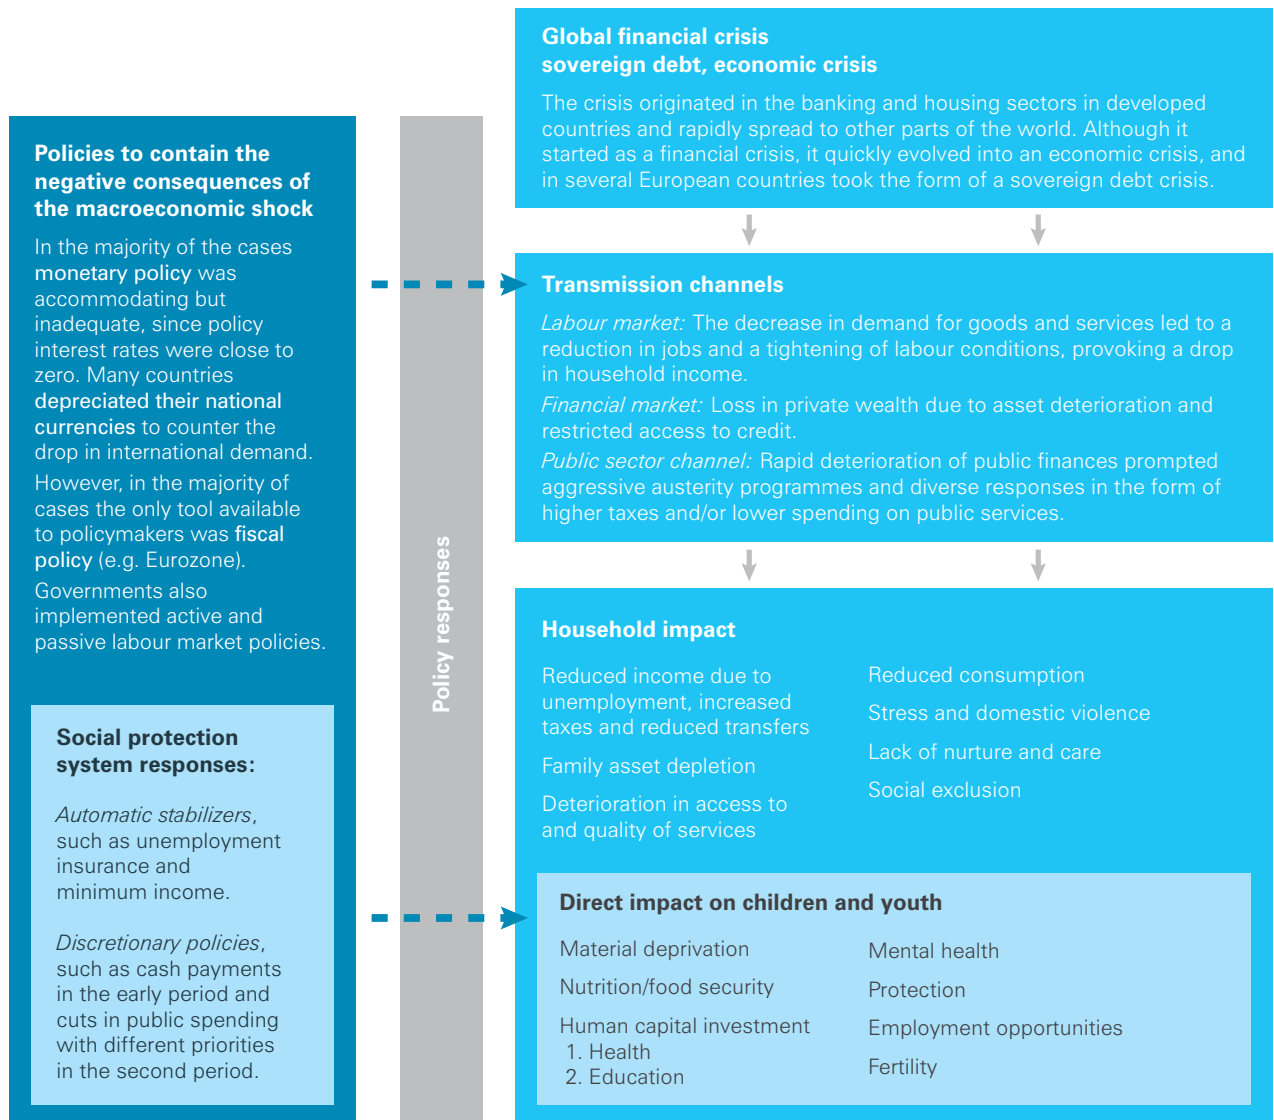 Global financial crisis
sovereign debt, economic crisis
The crisis originated in the banking and housing sectors in developed
countries and rapidly spread to other parts of the world. Although it
started as a financial crisis, it quickly evolved into an economic crisis, and
in several European countries took the form of a sovereign debt crisis.
Policies to contain the
negative consequences of
the macroeconomic shock
In the majority of the cases
monetary policy was
accommodating but
inadequate, since policy
interest rates were close to
zero. Many countries
depreciated their national
currencies to counter the
drop in international demand.
However, in the majority of
cases the only tool available
to policymakers was fiscal
policy (e.g. Eurozone).
Governments also
implemented active and
passive labour market policies.
Social protection
system responses:
Automatic stabilizers,
such as unemployment
insurance and
minimum income.
Discretionary policies,
such as cash payments
in the early period and
cuts in public spending
with different priorities
in the second period.
Policy responses
Transmission channels
Labour market: The decrease in demand for goods and services led to a
reduction in jobs and a tightening of labour conditions, provoking a drop
in household income.
Financial market: Loss in private wealth due to asset deterioration and
restricted access to credit.
Public sector channel: Rapid deterioration of public finances prompted
aggressive austerity programmes and diverse responses in the form of
higher taxes and/or lower spending on public services.
Household impact
Reduced income due to
unemployment, increased
taxes and reduced transfers
Family asset depletion
Deterioration in access to
and quality of services
Reduced consumption
Stress and domestic violence
Lack of nurture and care
Social exclusion
Direct impact on children and youth
Material deprivation
Nutrition/food security
Human capital investment
1. Health
2. Education
Mental health
Protection
Employment opportunities
Fertility